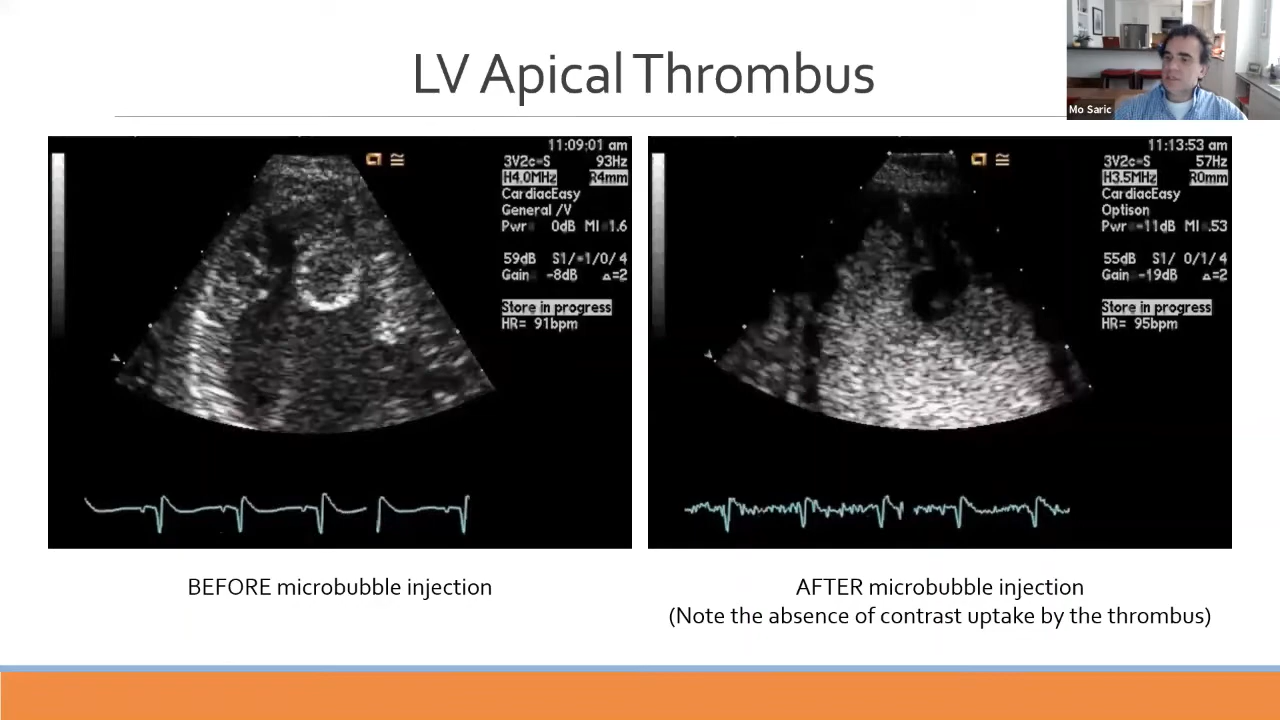 LV Apical Thrombus
Mo Saric
11:09:01 am
3V2c-S 93Hz
H4.0MHz R4mm
CardiacEasy
General /V
Pwr= 0dB MI=1.6
59dB S1/+1/0/4
Gain= -8dB Δ=2
Store in progress
HR= 91bpm
11:13:53 am
3V2c-S 57Hz
H3.5MHz R0mm
CardiacEasy
Optison
Pwr=-11dB MI=.53
55dB S1/ 0/1/4
Gain=-19dB Δ=2
Store in progress
HR= 95bpm
BEFORE microbubble injection
AFTER microbubble injection
(Note the absence of contrast uptake by the thrombus)